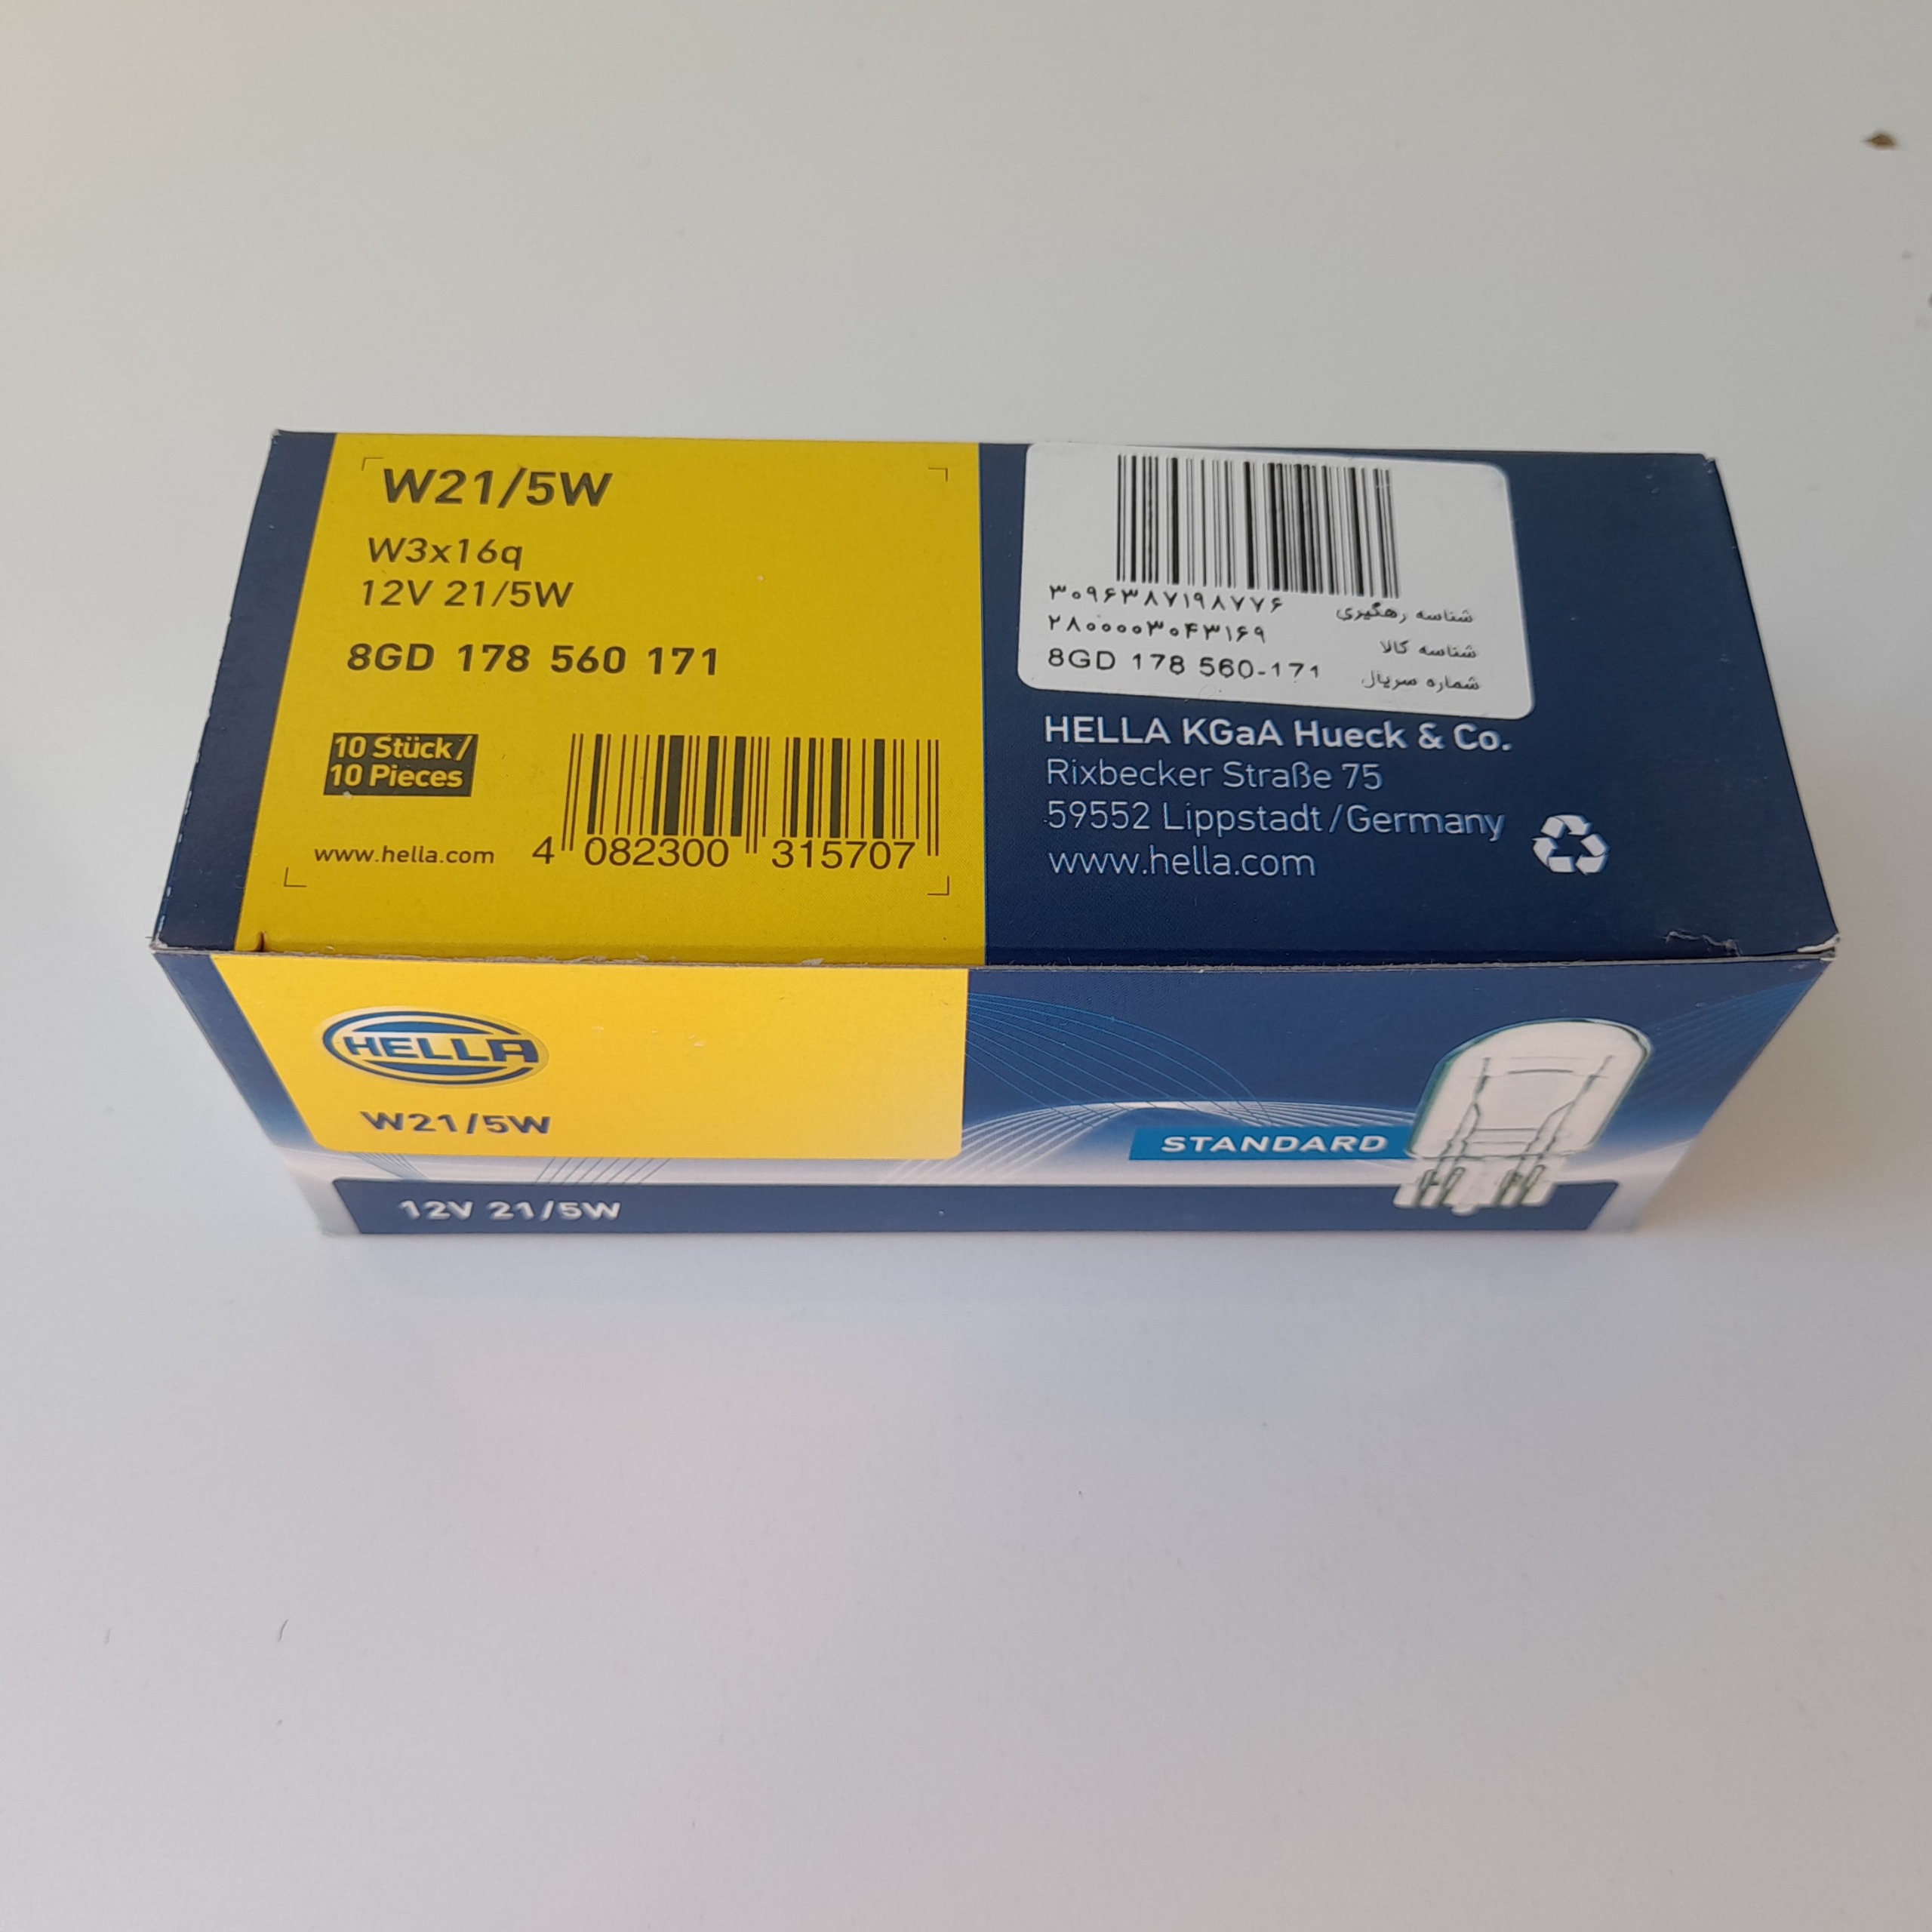 W21/5W
W3x16q
12V 21/5W
8GD 178 560 171
10 Stück/
10 Pieces
www.hella.com
4 082300 315707
۳۰۹۶۳۸۷۱۹۸۷۷۶ شناسه رهگیری
۲۸۰۰۰۰۳۰۴۳۱۶۹ شناسه کالا
8GD 178 560-171 شماره سریال
HELLA KGaA Hueck & Co.
Rixbecker Straße 75
59552 Lippstadt/Germany
www.hella.com
HELLA
W21/5W
STANDARD
12V 21/5W